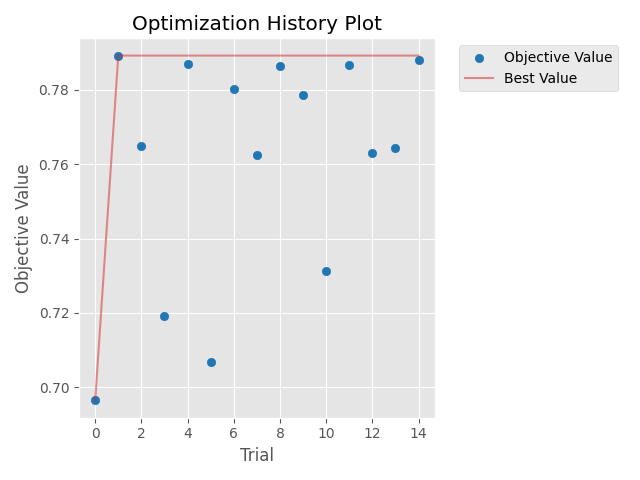 Optimization History Plot
Objective Value
Best Value
Objective Value
0.78
0.76
0.74
0.72
0.70
0 2 4 6 8 10 12 14
Trial